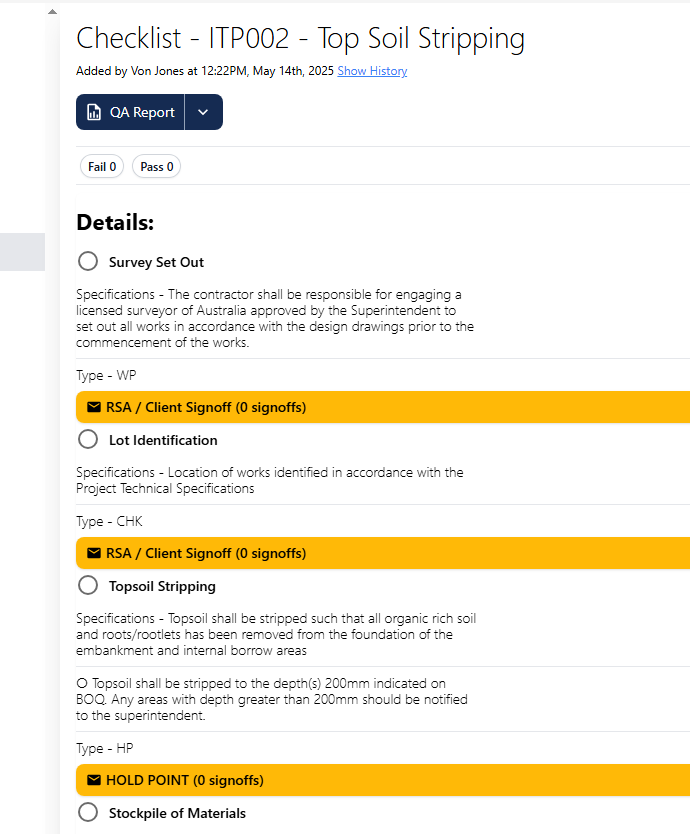 Checklist - ITP002 - Top Soil Stripping
Added by Von Jones at 12:22PM, May 14th, 2025 Show History
QA Report
Fail 0 Pass 0
Details:
Survey Set Out
Specifications - The contractor shall be responsible for engaging a
licensed surveyor of Australia approved by the Superintendent to
set out all works in accordance with the design drawings prior to the
commencement of the works.
Type - WP
RSA / Client Signoff (0 signoffs)
Lot Identification
Specifications - Location of works identified in accordance with the
Project Technical Specifications
Type - CHK
RSA / Client Signoff (0 signoffs)
Topsoil Stripping
Specifications - Topsoil shall be stripped such that all organic rich soil
and roots/rootlets has been removed from the foundation of the
embankment and internal borrow areas
O Topsoil shall be stripped to the depth(s) 200mm indicated on
BOQ. Any areas with depth greater than 200mm should be notified
to the superintendent.
Type - HP
HOLD POINT (0 signoffs)
Stockpile of Materials